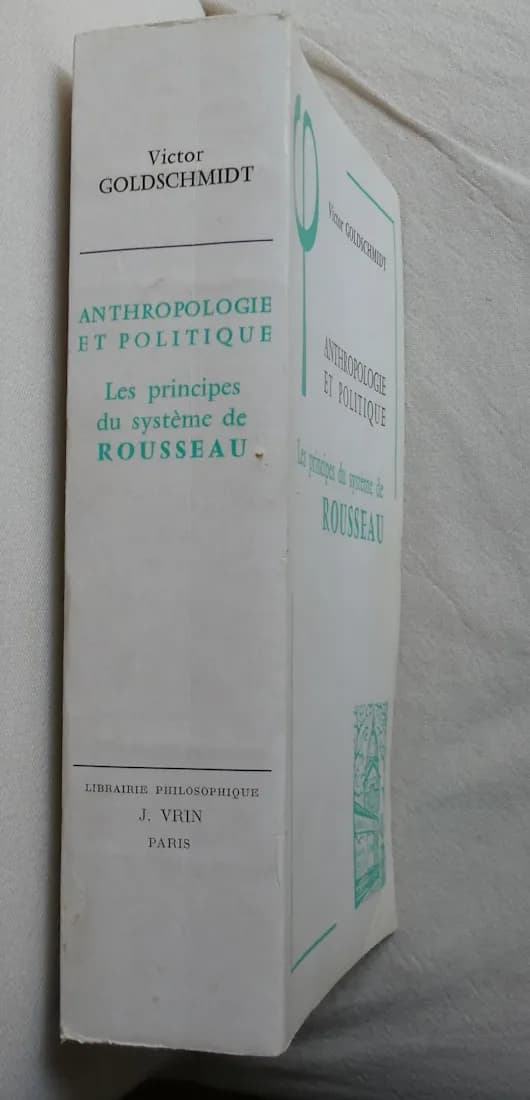 Victor
GOLDSCHMIDT
ANTHROPOLOGIE
ET POLITIQUE
Les principes
du système de
ROUSSEAU
LIBRAIRIE PHILOSOPHIQUE
J. VRIN
PARIS
φ
Victor GOLDSCHMIDT
ANTHROPOLOGIE
ET POLITIQUE
Les principes du système de
ROUSSEAU